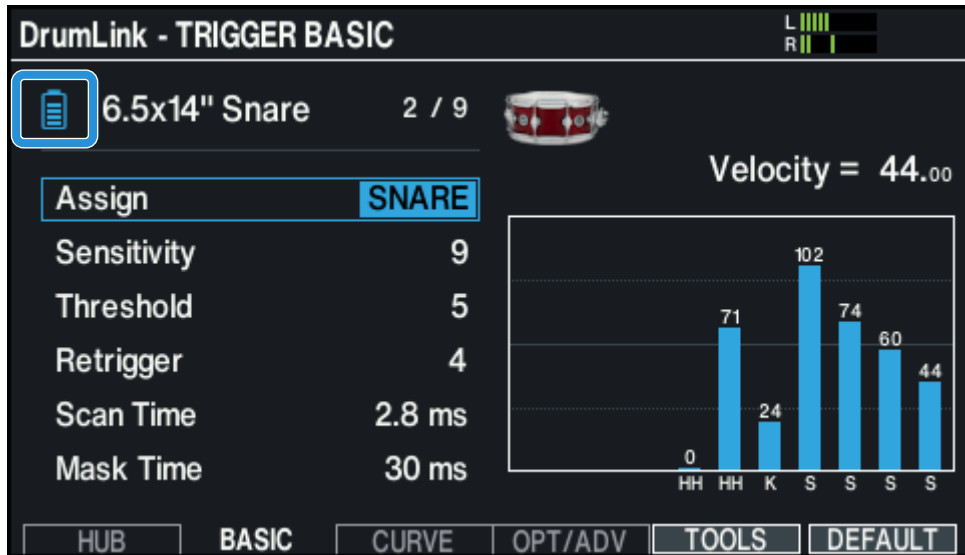 DrumLink - TRIGGER BASIC
L
R
6.5x14" Snare 2 / 9
Velocity = 44.00
Assign SNARE
Sensitivity 9
Threshold 5
Retrigger 4
Scan Time 2.8 ms
Mask Time 30 ms
102
71
74
60
44
24
0
HH HH K S S S S
HUB BASIC CURVE OPT/ADV TOOLS DEFAULT